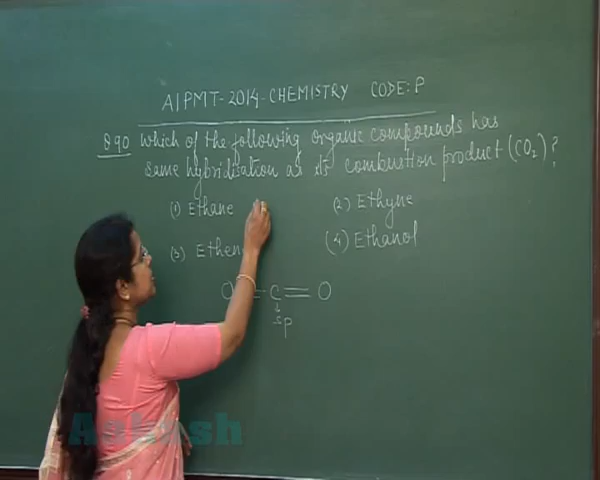 AIPMT-2014-CHEMISTRY CODE:P
Q90 Which of the following organic compounds has
same hybridisation as its combustion product (CO2)?
(1) Ethane (2) Ethyne
(3) Ethen (4) Ethanol
O=C=O
sp
Aakash